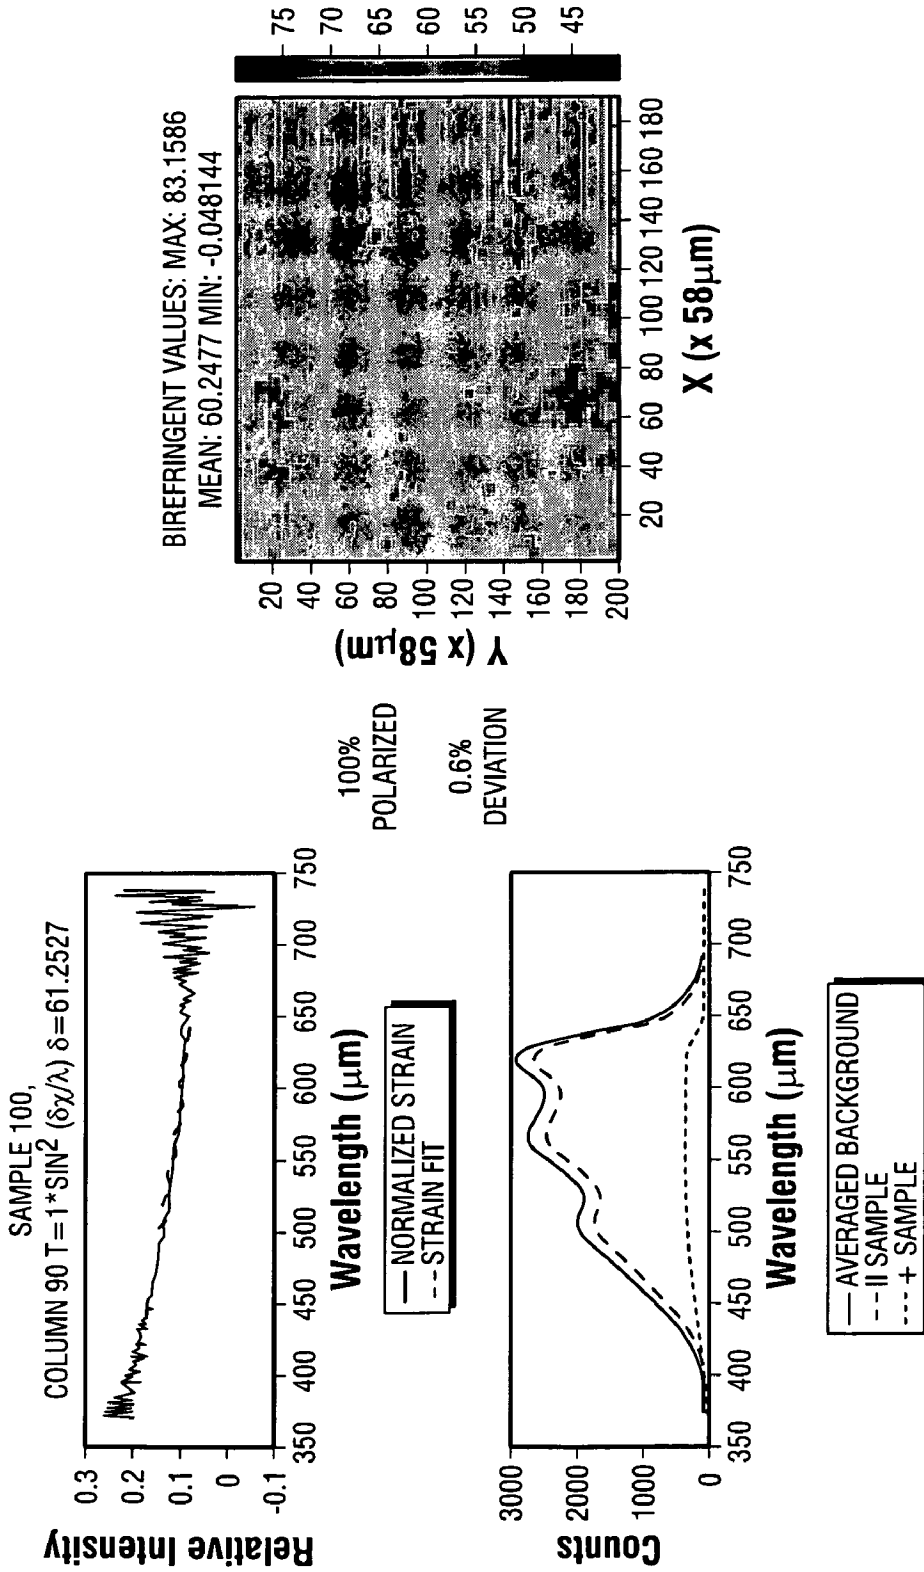 SAMPLE 100,
COLUMN 90 T=1*SIN² (δχ/λ) δ=61.2527
Relative Intensity
0.3
0.2
0.1
0
-0.1
350 400 450 500 550 600 650 700 750
Wavelength (μm)
NORMALIZED STRAIN
STRAIN FIT
Counts
3000
2000
1000
0
350 400 450 500 550 600 650 700 750
Wavelength (μm)
AVERAGED BACKGROUND
II SAMPLE
+ SAMPLE
100%
POLARIZED
0.6%
DEVIATION
BIREFRINGENT VALUES: MAX: 83.1586
MEAN: 60.2477 MIN: -0.048144
Y (x 58μm)
20
40
60
80
100
120
140
160
180
200
20 40 60 80 100 120 140 160 180
X (x 58μm)
75
70
65
60
55
50
45